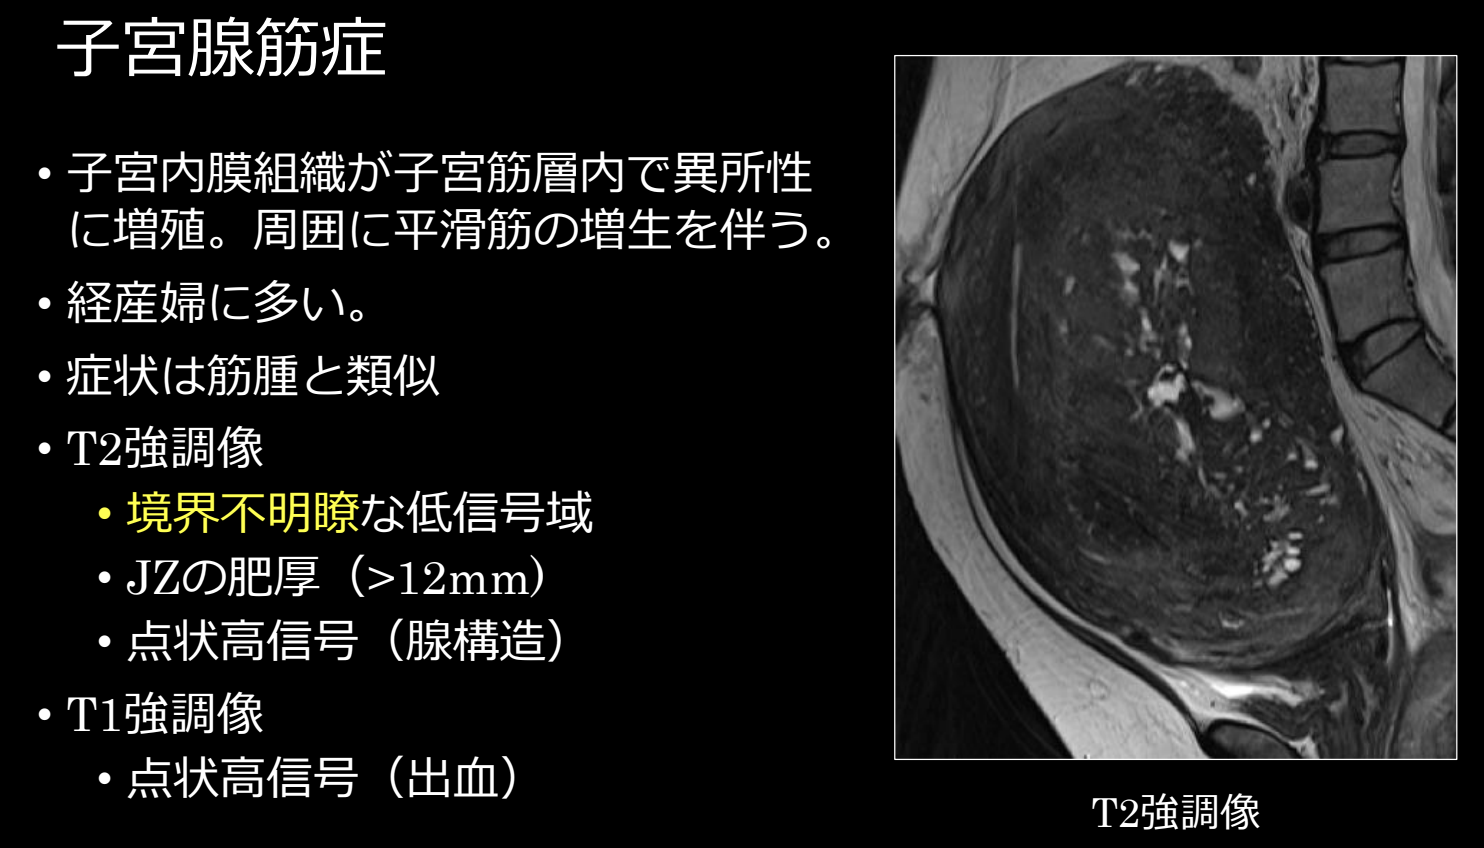 子宮腺筋症
• 子宮内膜組織が子宮筋層内で異所性
に増殖。周囲に平滑筋の増生を伴う。
• 経産婦に多い。
• 症状は筋腫と類似
• T2強調像
• 境界不明瞭な低信号域
• JZの肥厚（>12mm）
• 点状高信号（腺構造）
• T1強調像
• 点状高信号（出血）
T2強調像